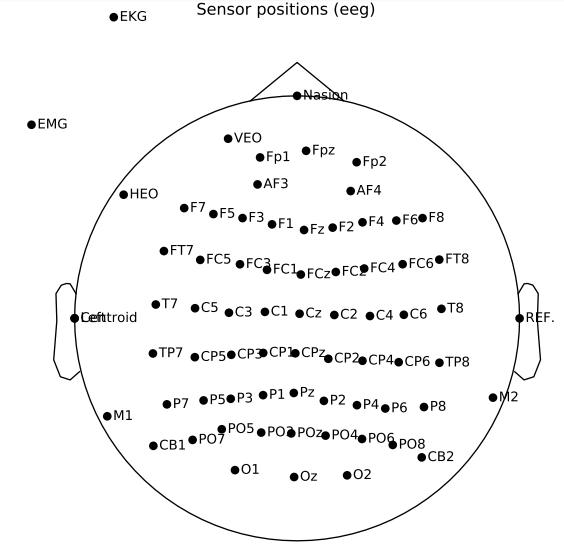 Sensor positions (eeg)
EKG
Nasion
EMG
VEO
Fp1 Fpz Fp2
AF3 AF4
HEO
F7 F5 F3 F1 Fz F2 F4 F6 F8
FT7 FC5 FC3 FC1 FCz FC2 FC4 FC6 FT8
T7 C5 C3 C1 Cz C2 C4 C6 T8
Centroid REF.
TP7 CP5 CP3 CP1 CPz CP2 CP4 CP6 TP8
P7 P5 P3 P1 Pz P2 P4 P6 P8
M1 M2
CB1 PO7 PO5 PO3 POz PO4 PO6 PO8 CB2
O1 Oz O2